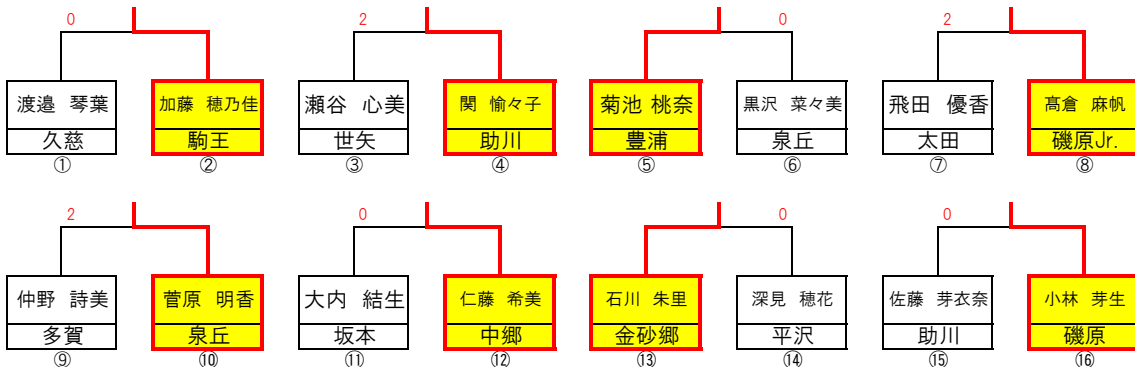 0 2 0 2
渡邉 琴葉 加藤 穂乃佳 瀬谷 心美 関 愉々子 菊池 桃奈 黒沢 菜々美 飛田 優香 髙倉 麻帆
久慈 駒王 世矢 助川 豊浦 泉丘 太田 磯原Jr.
① ② ③ ④ ⑤ ⑥ ⑦ ⑧
2 0 0 0
仲野 詩美 菅原 明香 大内 結生 仁藤 希美 石川 朱里 深見 穂花 佐藤 芽衣奈 小林 芽生
多賀 泉丘 坂本 中郷 金砂郷 平沢 助川 磯原
⑨ ⑩ ⑪ ⑫ ⑬ ⑭ ⑮ ⑯